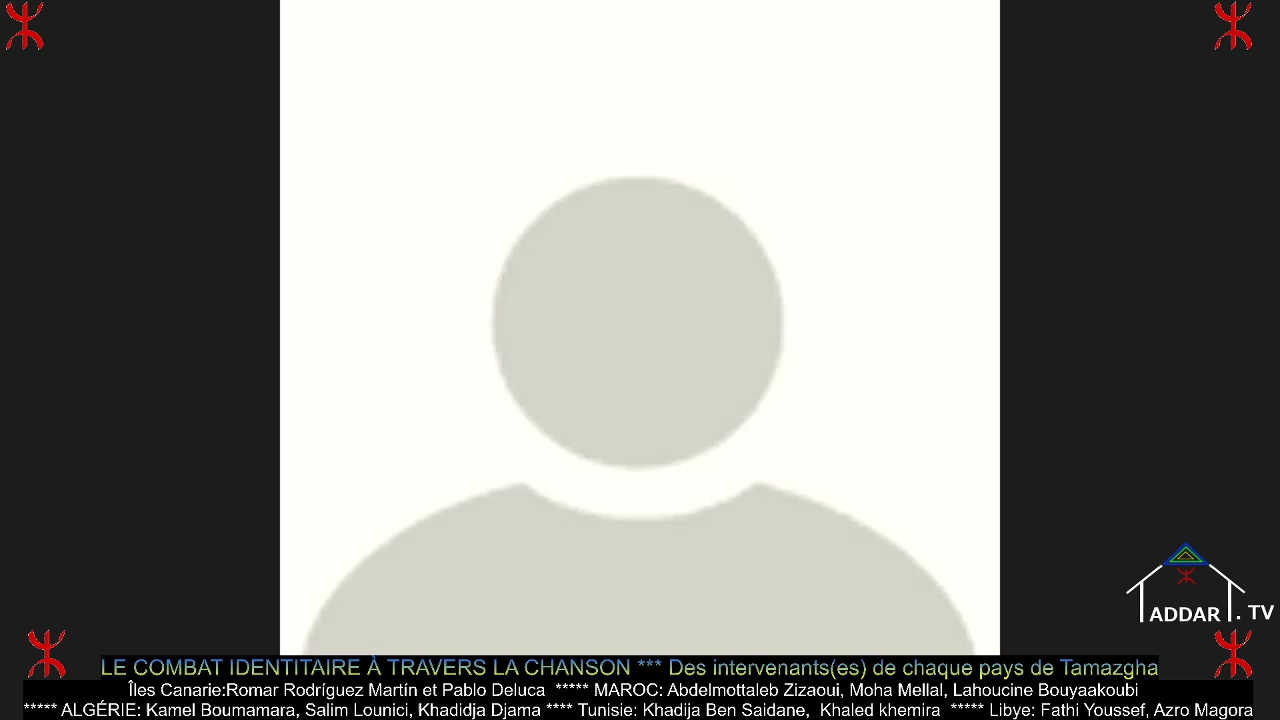 ⵣ ⵣ
ⵣ
ADDAR . TV
ⵣ ⵣ
LE COMBAT IDENTITAIRE À TRAVERS LA CHANSON *** Des intervenants(es) de chaque pays de Tamazgha
Îles Canarie:Romar Rodríguez Martín et Pablo Deluca ***** MAROC: Abdelmottaleb Zizaoui, Moha Mellal, Lahoucine Bouyaakoubi
***** ALGÉRIE: Kamel Boumamara, Salim Lounici, Khadidja Djama **** Tunisie: Khadija Ben Saidane, Khaled khemira ***** Libye: Fathi Youssef, Azro Magora